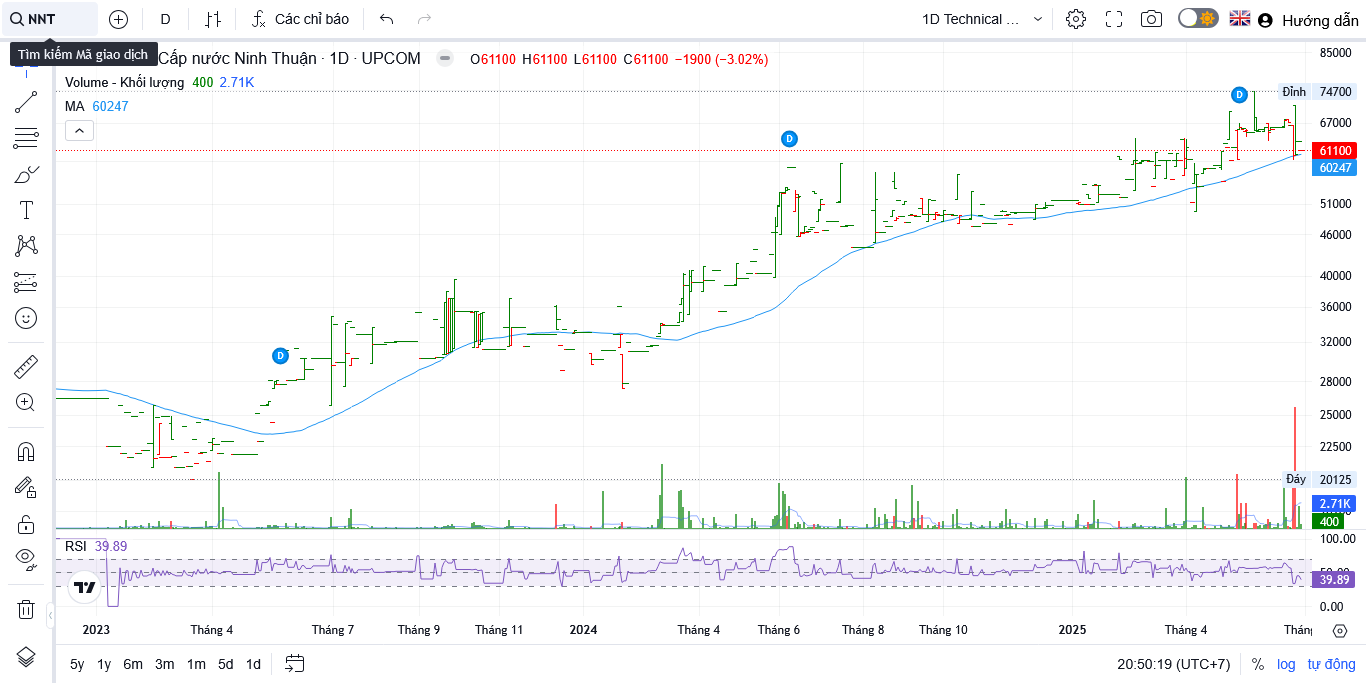 NNT
D
Các chỉ báo
1D Technical ...
Hướng dẫn
Tìm kiếm Mã giao dịch
Cấp nước Ninh Thuận · 1D · UPCOM
O61100 H61100 L61100 C61100 −1900 (−3.02%)
Volume - Khối lượng 400 2.71K
MA 60247
D
D
D
85000
Đỉnh 74700
67000
61100
60247
51000
46000
40000
36000
32000
28000
25000
22500
Đáy 20125
2.71K
400
RSI 39.89
100.00
39.89
0.00
2023
Tháng 4
Tháng 7
Tháng 9
Tháng 11
2024
Tháng 4
Tháng 6
Tháng 8
Tháng 10
2025
Tháng 4
5y 1y 6m 3m 1m 5d 1d
20:50:19 (UTC+7)
% log tự động